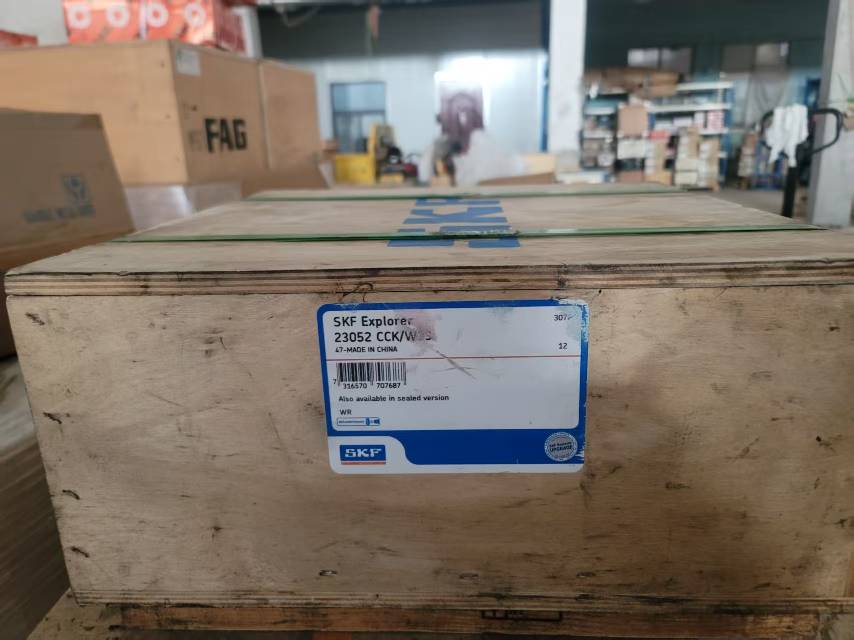 FAG
SKF
SKF Explorer
23052
47-MADE IN CHINA
12
7 316570 707687
Also available in sealed version
WR
SKF
UPGRADE